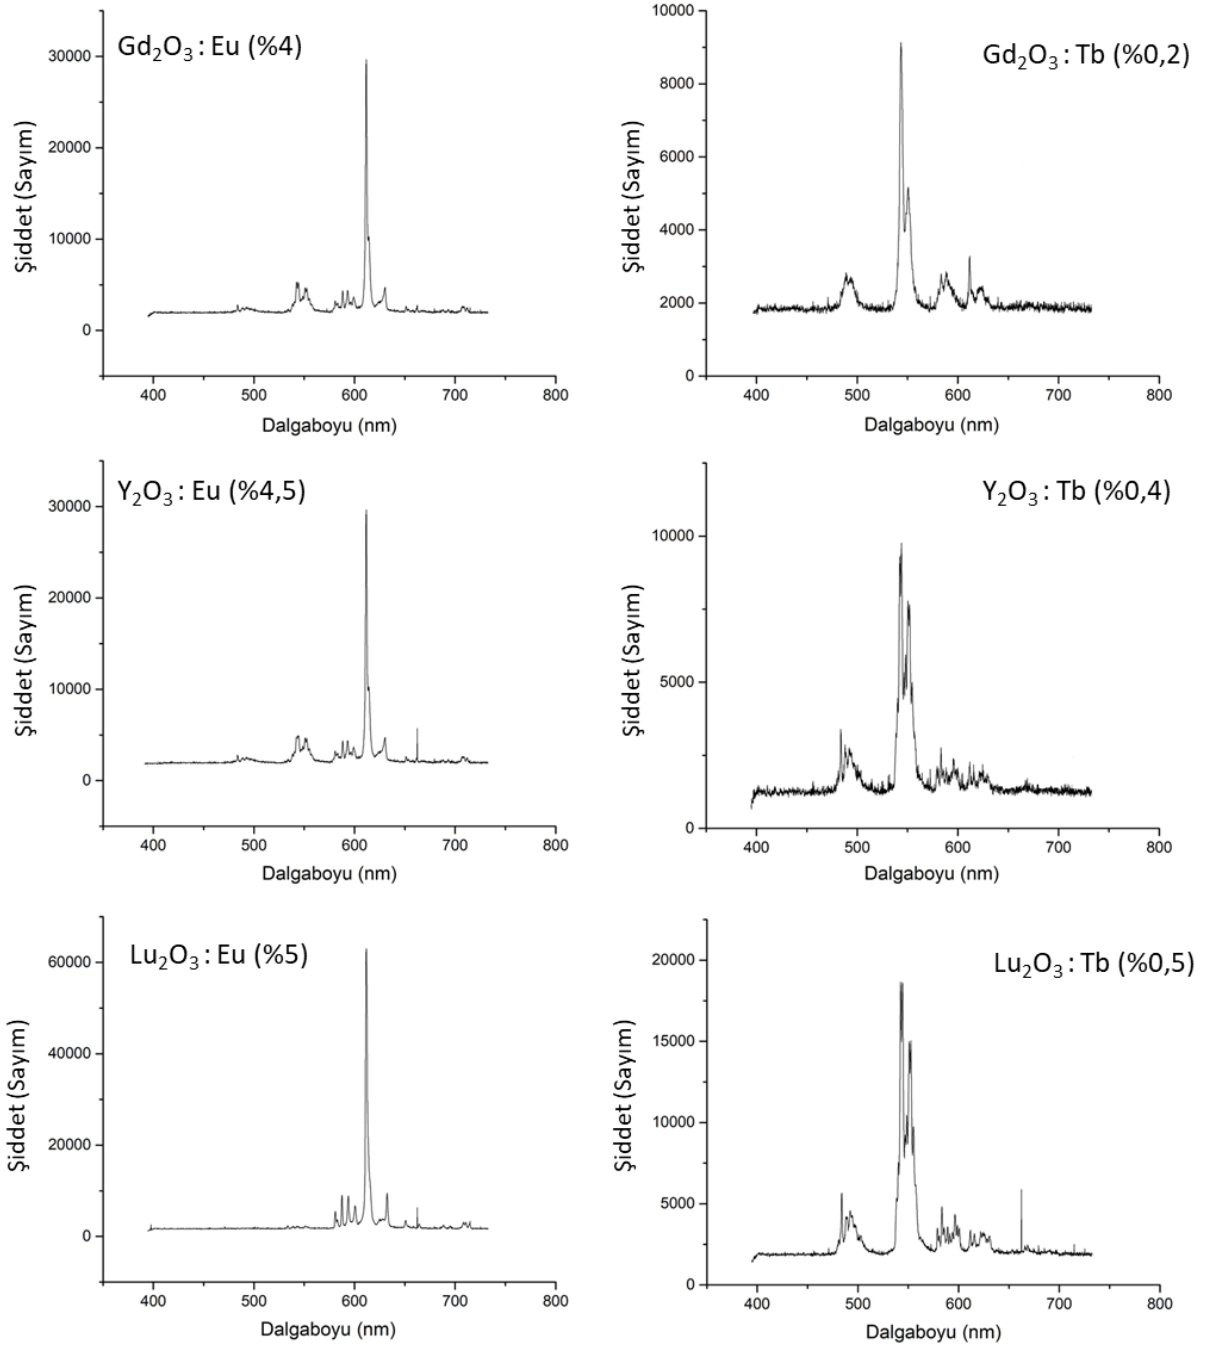 Gd₂O₃ : Eu (%4)
30000
20000
10000
0
Şiddet (Sayım)
400 500 600 700 800
Dalgaboyu (nm)
Gd₂O₃ : Tb (%0,2)
10000
8000
6000
4000
2000
0
Şiddet (Sayım)
400 500 600 700 800
Dalgaboyu (nm)
Y₂O₃ : Eu (%4,5)
30000
20000
10000
0
Şiddet (Sayım)
400 500 600 700 800
Dalgaboyu (nm)
Y₂O₃ : Tb (%0,4)
10000
5000
0
Şiddet (Sayım)
400 500 600 700 800
Dalgaboyu (nm)
Lu₂O₃ : Eu (%5)
60000
40000
20000
0
Şiddet (Sayım)
400 500 600 700 800
Dalgaboyu (nm)
Lu₂O₃ : Tb (%0,5)
20000
15000
10000
5000
0
Şiddet (Sayım)
400 500 600 700 800
Dalgaboyu (nm)